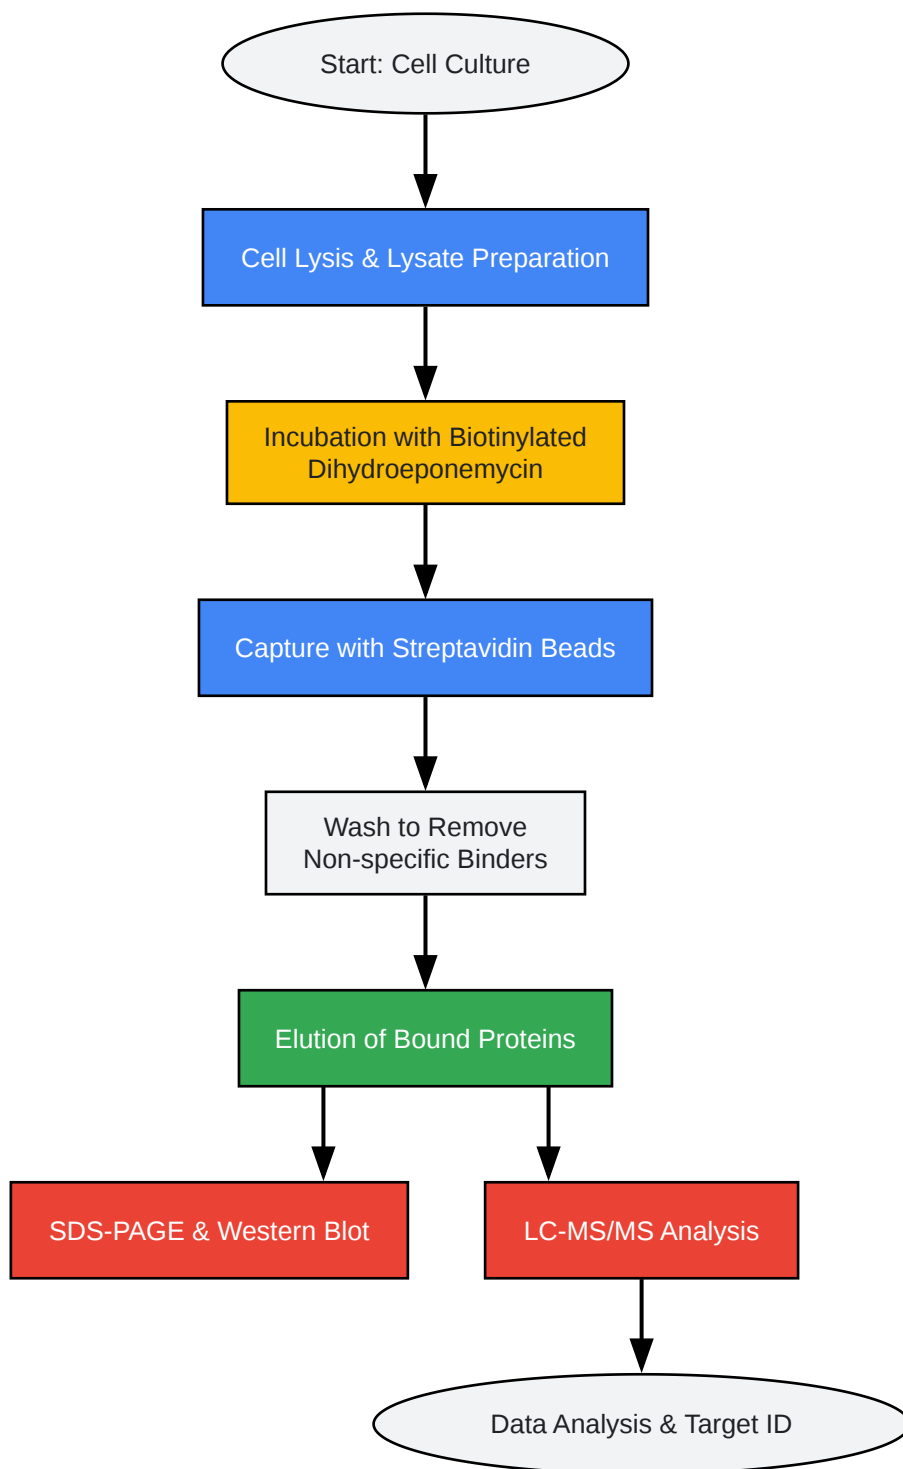 Start: Cell Culture
Cell Lysis & Lysate Preparation
Incubation with Biotinylated
Dihydroeponemycin
Capture with Streptavidin Beads
Wash to Remove
Non-specific Binders
Elution of Bound Proteins
SDS-PAGE & Western Blot
LC-MS/MS Analysis
Data Analysis & Target ID